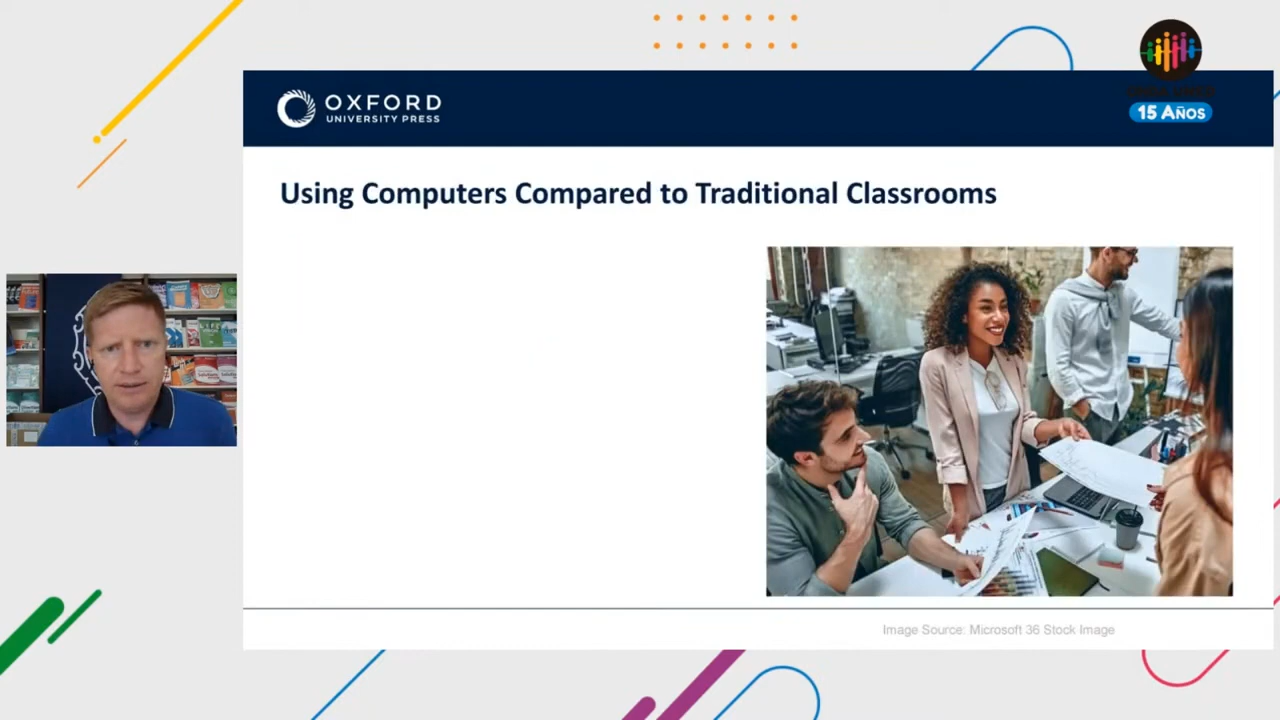 OXFORD
UNIVERSITY PRESS
15 AÑOS
Using Computers Compared to Traditional Classrooms
Image Source: Microsoft 36 Stock Image